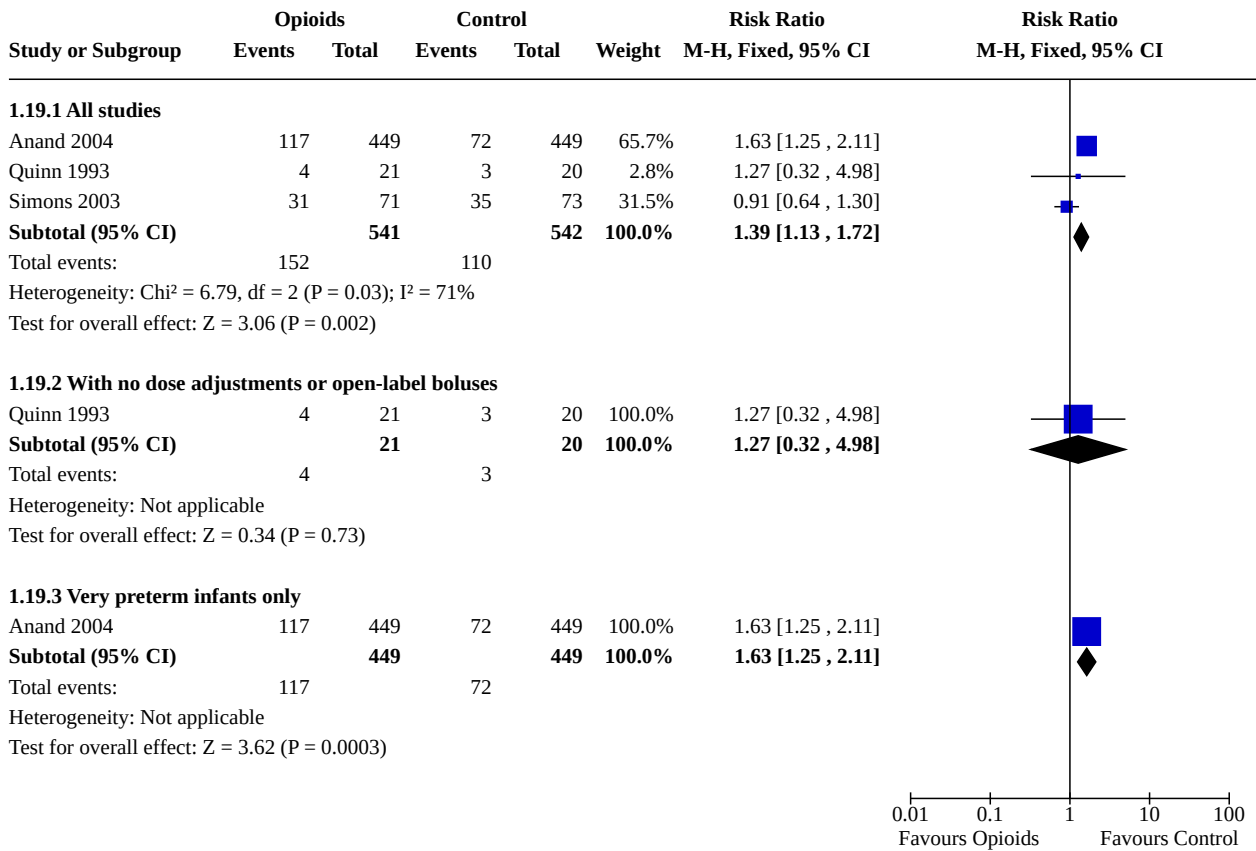 Opioids Control Risk Ratio Risk Ratio
Study or Subgroup Events Total Events Total Weight M-H, Fixed, 95% CI M-H, Fixed, 95% CI
1.19.1 All studies
Anand 2004 117 449 72 449 65.7% 1.63 [1.25 , 2.11]
Quinn 1993 4 21 3 20 2.8% 1.27 [0.32 , 4.98]
Simons 2003 31 71 35 73 31.5% 0.91 [0.64 , 1.30]
Subtotal (95% CI) 541 542 100.0% 1.39 [1.13 , 1.72]
Total events: 152 110
Heterogeneity: Chi² = 6.79, df = 2 (P = 0.03); I² = 71%
Test for overall effect: Z = 3.06 (P = 0.002)
1.19.2 With no dose adjustments or open-label boluses
Quinn 1993 4 21 3 20 100.0% 1.27 [0.32 , 4.98]
Subtotal (95% CI) 21 20 100.0% 1.27 [0.32 , 4.98]
Total events: 4 3
Heterogeneity: Not applicable
Test for overall effect: Z = 0.34 (P = 0.73)
1.19.3 Very preterm infants only
Anand 2004 117 449 72 449 100.0% 1.63 [1.25 , 2.11]
Subtotal (95% CI) 449 449 100.0% 1.63 [1.25 , 2.11]
Total events: 117 72
Heterogeneity: Not applicable
Test for overall effect: Z = 3.62 (P = 0.0003)
0.01 0.1 1 10 100
Favours Opioids Favours Control